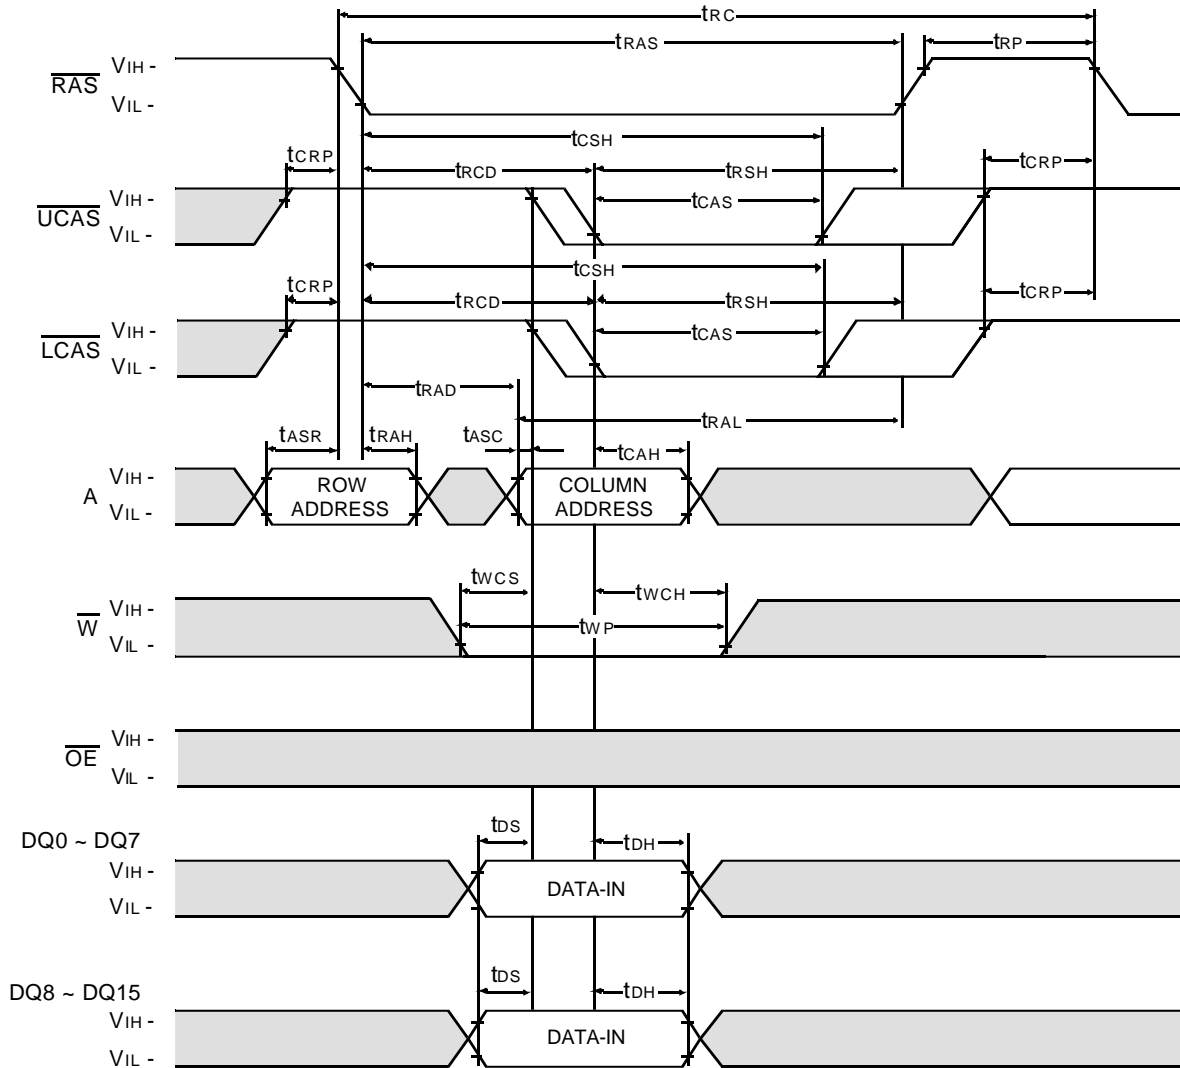 tRC
tRAS
tRP
RAS
VIH -
VIL -
tCSH
tCRP
tRCD
tRSH
tCRP
UCAS
VIH -
VIL -
tCAS
tCSH
tCRP
tRCD
tRSH
tCRP
LCAS
VIH -
VIL -
tCAS
tRAD
tRAL
tASR
tRAH
tASC
tCAH
A
VIH -
VIL -
ROW
ADDRESS
COLUMN
ADDRESS
tWCS
tWCH
W
VIH -
VIL -
tWP
OE
VIH -
VIL -
DQ0 ~ DQ7
tDS
tDH
VIH -
VIL -
DATA-IN
DQ8 ~ DQ15
tDS
tDH
VIH -
VIL -
DATA-IN